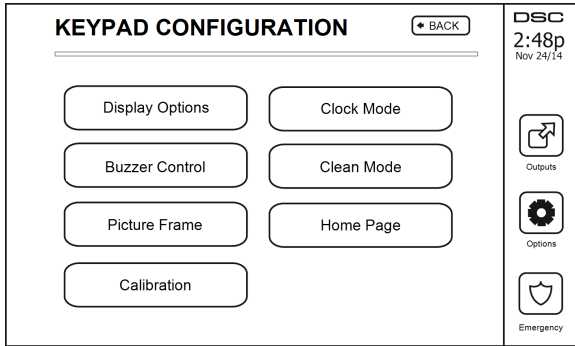 KEYPAD CONFIGURATION
BACK
Display Options
Clock Mode
Buzzer Control
Clean Mode
Picture Frame
Home Page
Calibration
DSC
2:48p
Nov 24/14
Outputs
Options
Emergency